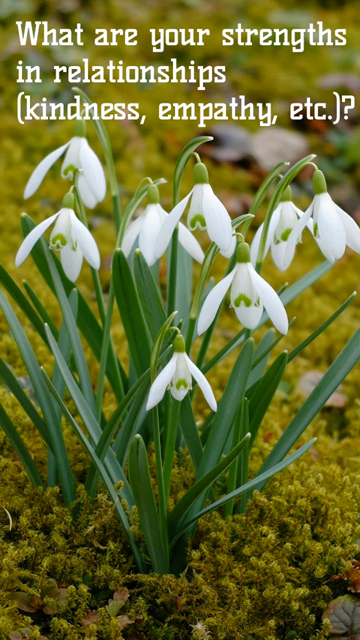 What are your strengths
in relationships
(kindness, empathy, etc.)?